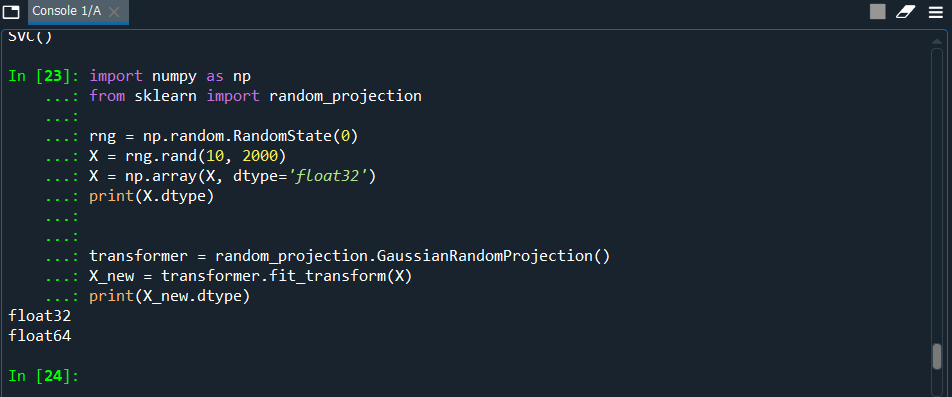 Console 1/A
SVC()
In [23]: import numpy as np
...: from sklearn import random_projection
...:
...: rng = np.random.RandomState(0)
...: X = rng.rand(10, 2000)
...: X = np.array(X, dtype='float32')
...: print(X.dtype)
...:
...:
...: transformer = random_projection.GaussianRandomProjection()
...: X_new = transformer.fit_transform(X)
...: print(X_new.dtype)
float32
float64
In [24]: